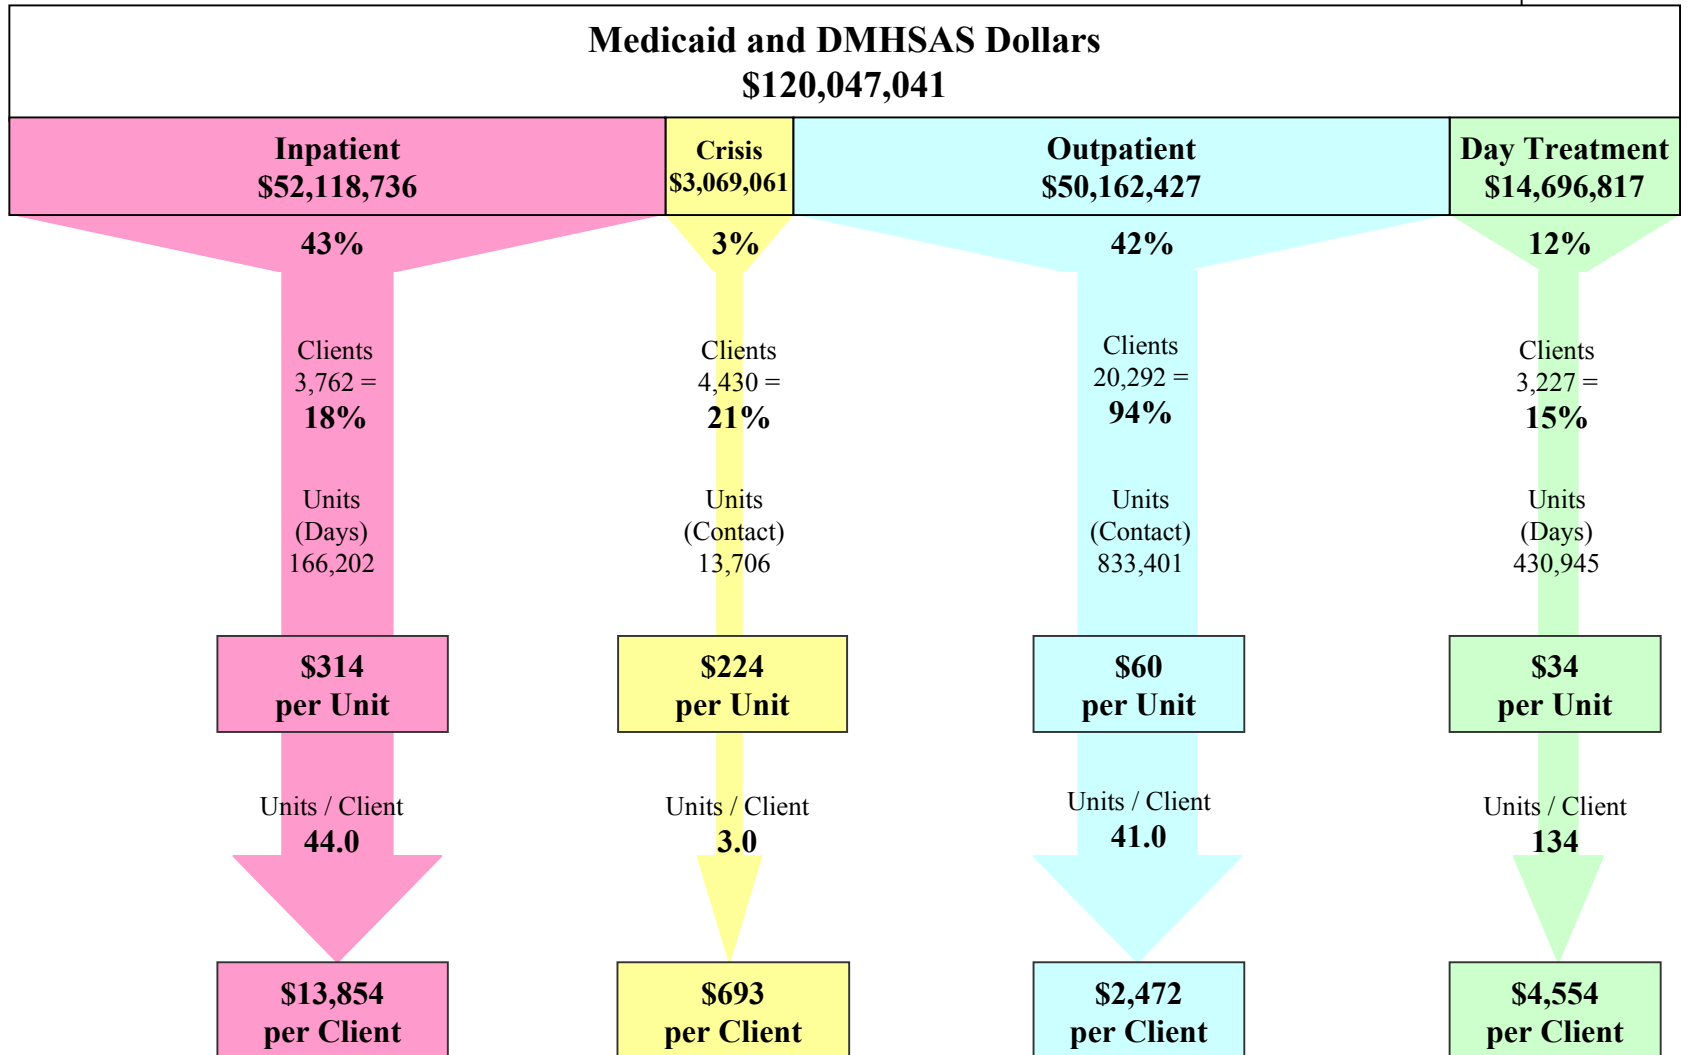 Medicaid and DMHSAS Dollars
$120,047,041
Inpatient
$52,118,736
Crisis
$3,069,061
Outpatient
$50,162,427
Day Treatment
$14,696,817
43%
3%
42%
12%
Clients
3,762 =
18%
Clients
4,430 =
21%
Clients
20,292 =
94%
Clients
3,227 =
15%
Units
(Days)
166,202
Units
(Contact)
13,706
Units
(Contact)
833,401
Units
(Days)
430,945
$314
per Unit
$224
per Unit
$60
per Unit
$34
per Unit
Units / Client
44.0
Units / Client
3.0
Units / Client
41.0
Units / Client
134
$13,854
per Client
$693
per Client
$2,472
per Client
$4,554
per Client